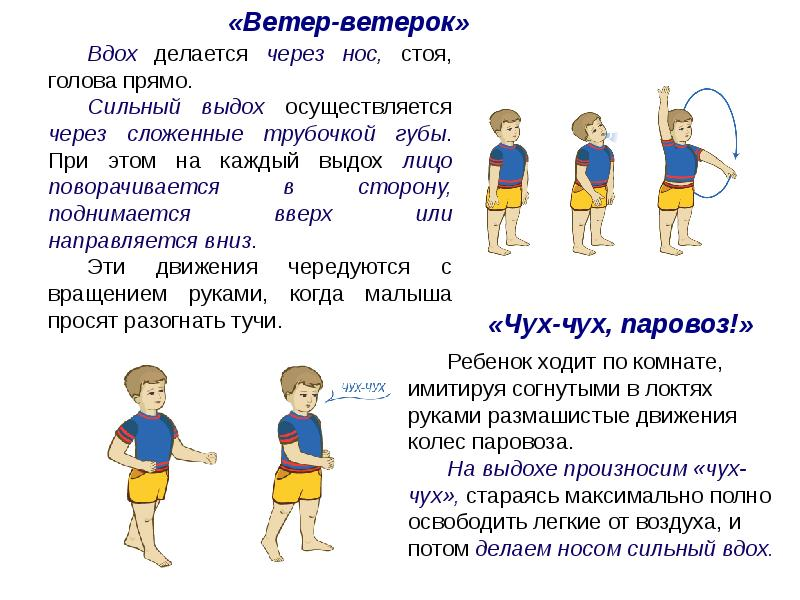 «Ветер-ветерок»
Вдох делается через нос, стоя,
голова прямо.
Сильный выдох осуществляется
через сложенные трубочкой губы.
При этом на каждый выдох лицо
поворачивается в сторону,
поднимается вверх или
направляется вниз.
Эти движения чередуются с
вращением руками, когда малыша
просят разогнать тучи.
«Чух-чух, паровоз!»
чух-чух
Ребенок ходит по комнате,
имитируя согнутыми в локтях
руками размашистые движения
колес паровоза.
На выдохе произносим «чух-
чух», стараясь максимально полно
освободить легкие от воздуха, и
потом делаем носом сильный вдох.